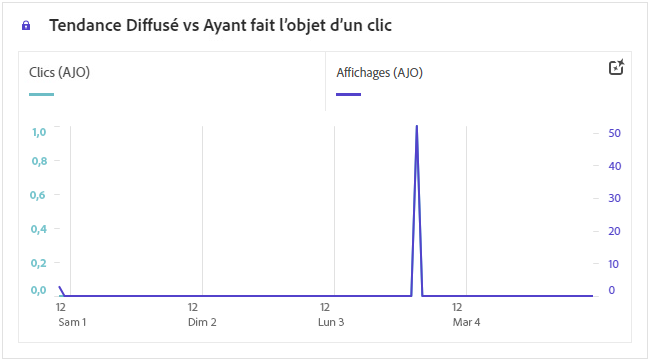 Tendance Diffusé vs Ayant fait l’objet d’un clic
Clics (AJO)
Affichages (AJO)
1,0
0,8
0,6
0,4
0,2
0,0
50
40
30
20
10
0
12 12 12 12
Sam 1 Dim 2 Lun 3 Mar 4